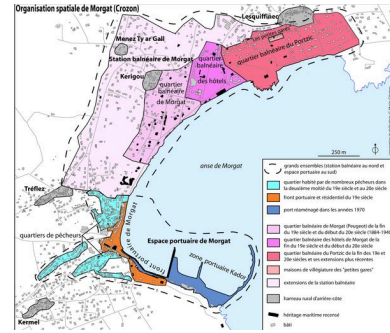 Organisation spatiale de Morgat (Crozon)
Lesquiffinec
Menez Ty ar Gall
Station balnéaire de Morgat
Kerigou
quartier
balnéaire
de Morgat
quartier
balnéaire
des hôtels
quartier balnéaire du Portzic
250 m
anse de Morgat
Tréflez
quartiers de pêcheurs
front portuaire de Morgat
Espace portuaire de Morgat
zone portuaire Kador
Kermel
grands ensembles (station balnéaire au nord et
espace portuaire au sud)
quartier habité par de nombreux pêcheurs dans
la deuxième moitié du 19e siècle et au 20e siècle
front portuaire et résidentiel du 19e siècle
port réaménagé dans les années 1970
quartier balnéaire de Morgat (Peugeot) de la fin
du 19e siècle et du début du 20e siècle (1884-1940)
quartier balnéaire des hôtels de Morgat de la
fin du 19e siècle et du début du 20e siècle
quartier balnéaire du Portzic de la fin des 19e et
20e siècles et ses extensions plus récentes
maisons de villégiature des "petites gares"
extensions de la station balnéaire
hameau rural d'arrière-côte
héritage maritime recensé
bâti